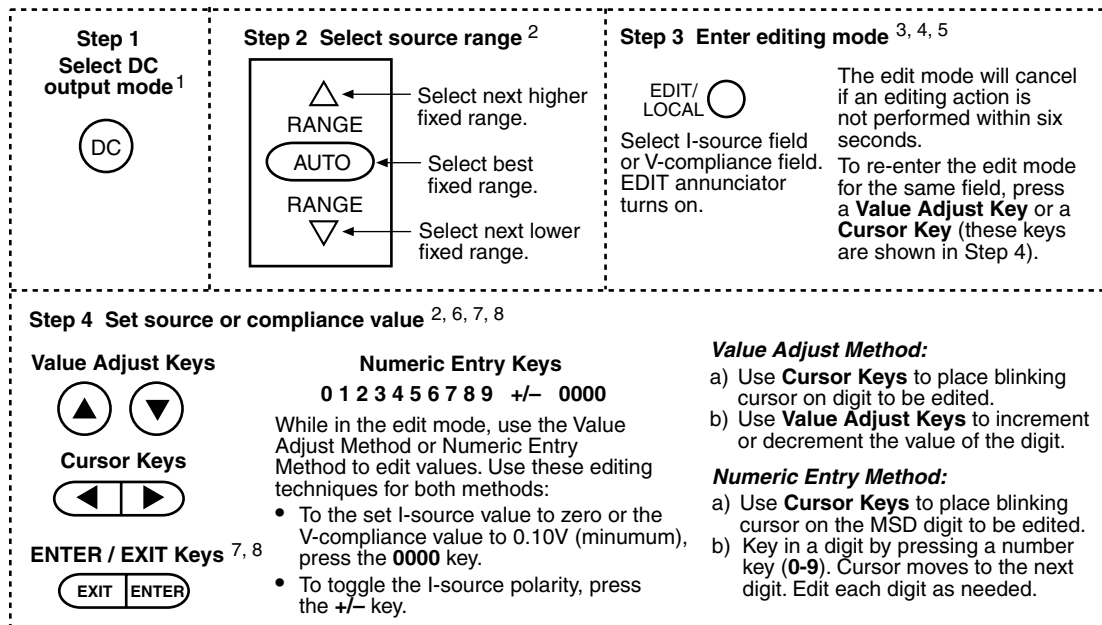 Step 1
Select DC
output mode 1
DC
Step 2 Select source range 2
Select next higher
fixed range.
RANGE
AUTO
Select best
fixed range.
RANGE
Select next lower
fixed range.
Step 3 Enter editing mode 3, 4, 5
EDIT/
LOCAL
Select I-source field
or V-compliance field.
EDIT annunciator
turns on.
The edit mode will cancel
if an editing action is
not performed within six
seconds.
To re-enter the edit mode
for the same field, press
a Value Adjust Key or a
Cursor Key (these keys
are shown in Step 4).
Step 4 Set source or compliance value 2, 6, 7, 8
Value Adjust Keys
Cursor Keys
ENTER / EXIT Keys 7, 8
EXIT ENTER
Numeric Entry Keys
0 1 2 3 4 5 6 7 8 9 +/– 0000
While in the edit mode, use the Value
Adjust Method or Numeric Entry
Method to edit values. Use these editing
techniques for both methods:
• To the set I-source value to zero or the
V-compliance value to 0.10V (minumum),
press the 0000 key.
• To toggle the I-source polarity, press
the +/– key.
Value Adjust Method:
a) Use Cursor Keys to place blinking
cursor on digit to be edited.
b) Use Value Adjust Keys to increment
or decrement the value of the digit.
Numeric Entry Method:
a) Use Cursor Keys to place blinking
cursor on the MSD digit to be edited.
b) Key in a digit by pressing a number
key (0-9). Cursor moves to the next
digit. Edit each digit as needed.